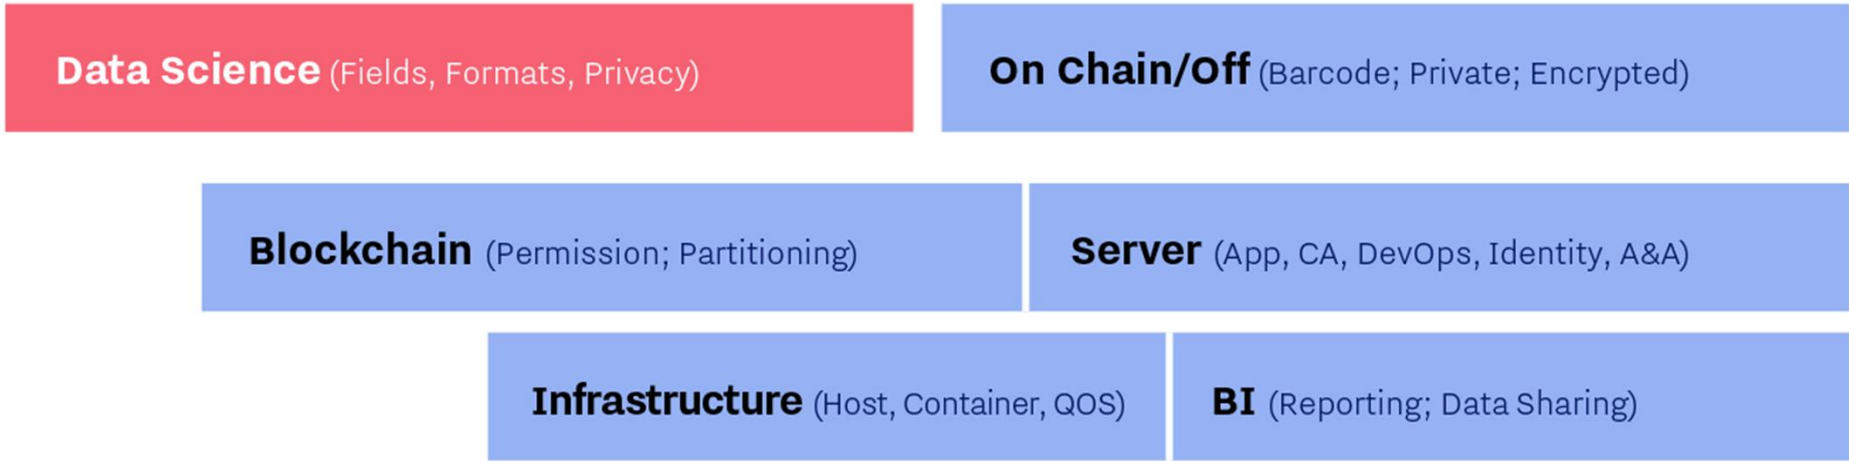 Data Science (Fields, Formats, Privacy)
On Chain/Off (Barcode; Private; Encrypted)
Blockchain (Permission; Partitioning)
Server (App, CA, DevOps, Identity, A&A)
Infrastructure (Host, Container, QOS)
BI (Reporting; Data Sharing)